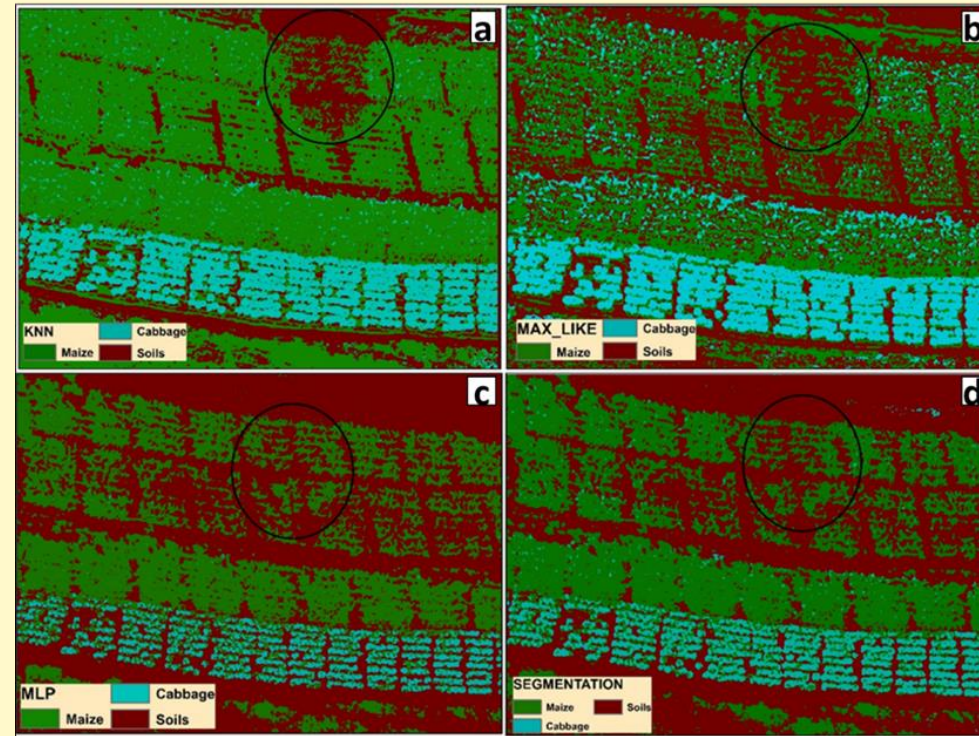 a
KNN Cabbage
Maize Soils
b
MAX_LIKE Cabbage
Maize Soils
c
MLP Cabbage
Maize Soils
d
SEGMENTATION
Maize Soils
Cabbage